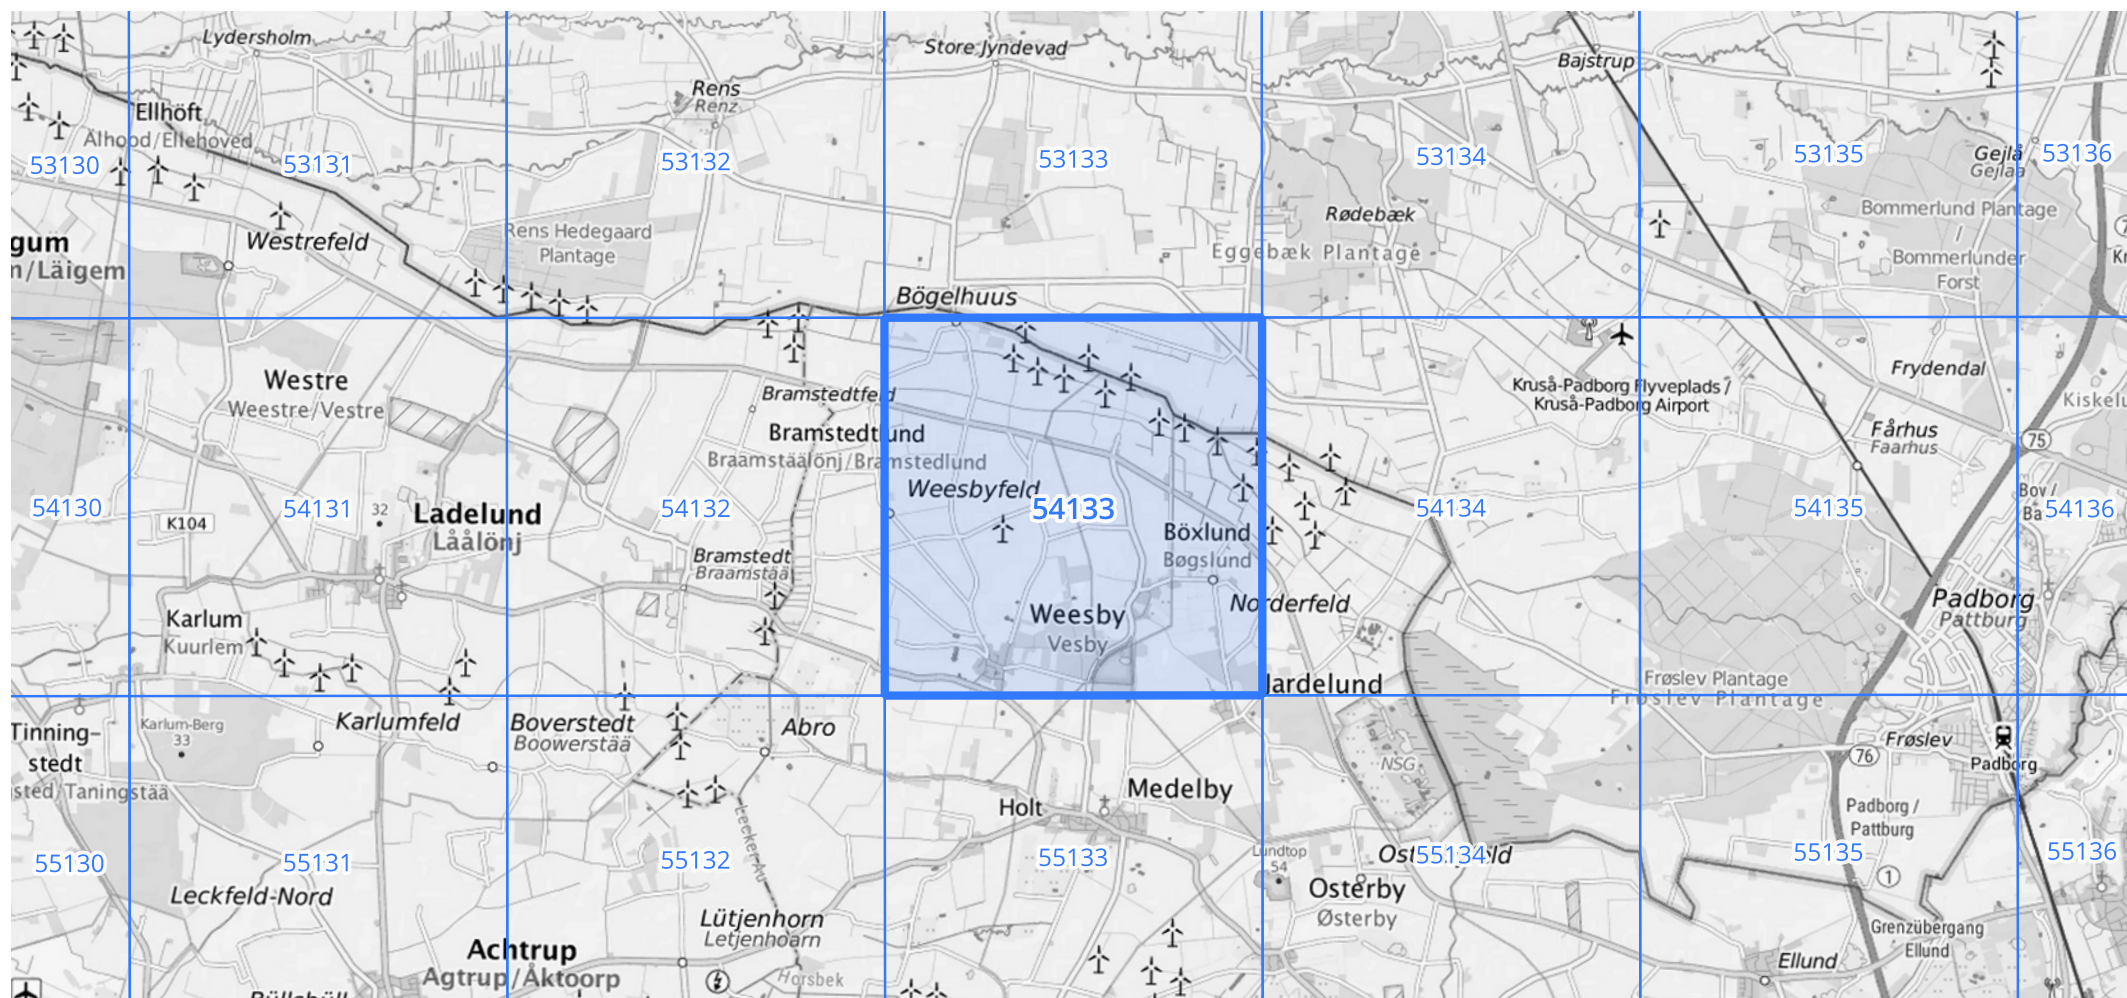 Lydersholm
Store Jyndevad
Bajstrup
Rens
Renz
Ellhöft
Älhood/Ellehoved
53130
53131
53132
53133
53134
53135
53136
Gejlå
Gejlaa
Rødebæk
Bommerlund Plantage
/
Bommerlunder
Forst
Westrefeld
Rens Hedegaard
Plantage
Eggebæk Plantage
gum
m/Läigem
Kr
Bögelhuus
Westre
Weestre/Vestre
Bramstedtfeld
Bramstedtlund
Braamstäälönj/Bramstedlund
Weesbyfeld
Kruså-Padborg Flyveplads /
Kruså-Padborg Airport
Frydendal
Kiskelu
Fårhus
Faarhus
75
54130
54131
54132
54133
54134
54135
54136
Bov /
K104
32
Ladelund
Låålönj
Böxlund
Bøgslund
Bramstedt
Braamstää
Norderfeld
Padborg
Pattburg
Karlum
Kuurlem
Weesby
Vesby
Jardelund
Frøslev Plantage
Frøslev Plantage
Tinning-
stedt
sted/Taningstää
Karlum-Berg
33
Karlumfeld
Boverstedt
Boowerstää
Abro
Frøslev
76
Padborg
NSG
Medelby
Holt
Padborg /
Pattburg
Lecker-Au
55130
55131
55132
55133
55134
55135
55136
Lundtop
54
1
Leckfeld-Nord
Osterby
Østerby
Lütjenhorn
Letjenhoarn
Grenzübergang
Ellund
Achtrup
Agtrup/Åktoorp
Horsbek
Ellund